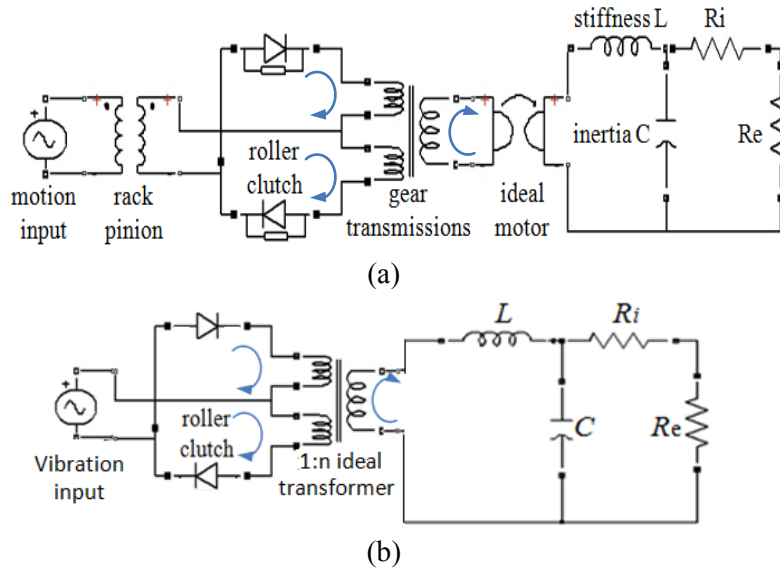 stiffness L
Ri
+
+
+
+
+
roller
clutch
inertia C
Re
motion
input
rack
pinion
gear
transmissions
ideal
motor
(a)
L
Ri
+
roller
clutch
C
Re
Vibration
input
1:n ideal
transformer
(b)